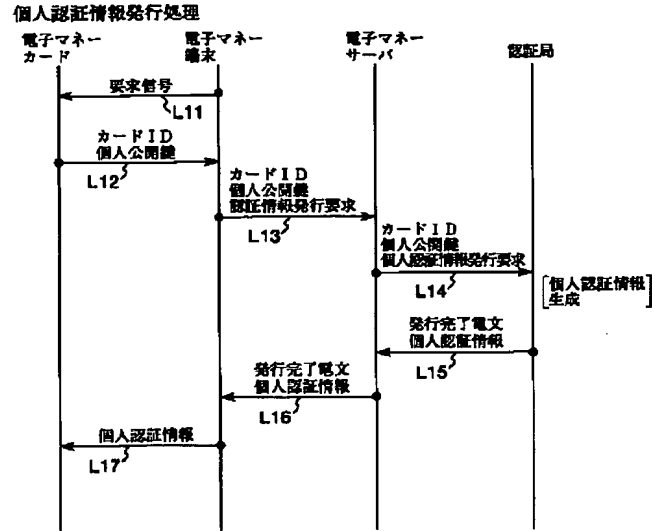 個人認証情報発行処理
電子マネー
カード
電子マネー
端末
電子マネー
サーバ
認証局
要求信号
L11
カードID
個人公開鍵
L12
カードID
個人公開鍵
認証情報発行要求
L13
カードID
個人公開鍵
個人認証情報発行要求
L14
個人認証情報
生成
発行完了電文
個人認証情報
L15
発行完了電文
個人認証情報
L16
個人認証情報
L17